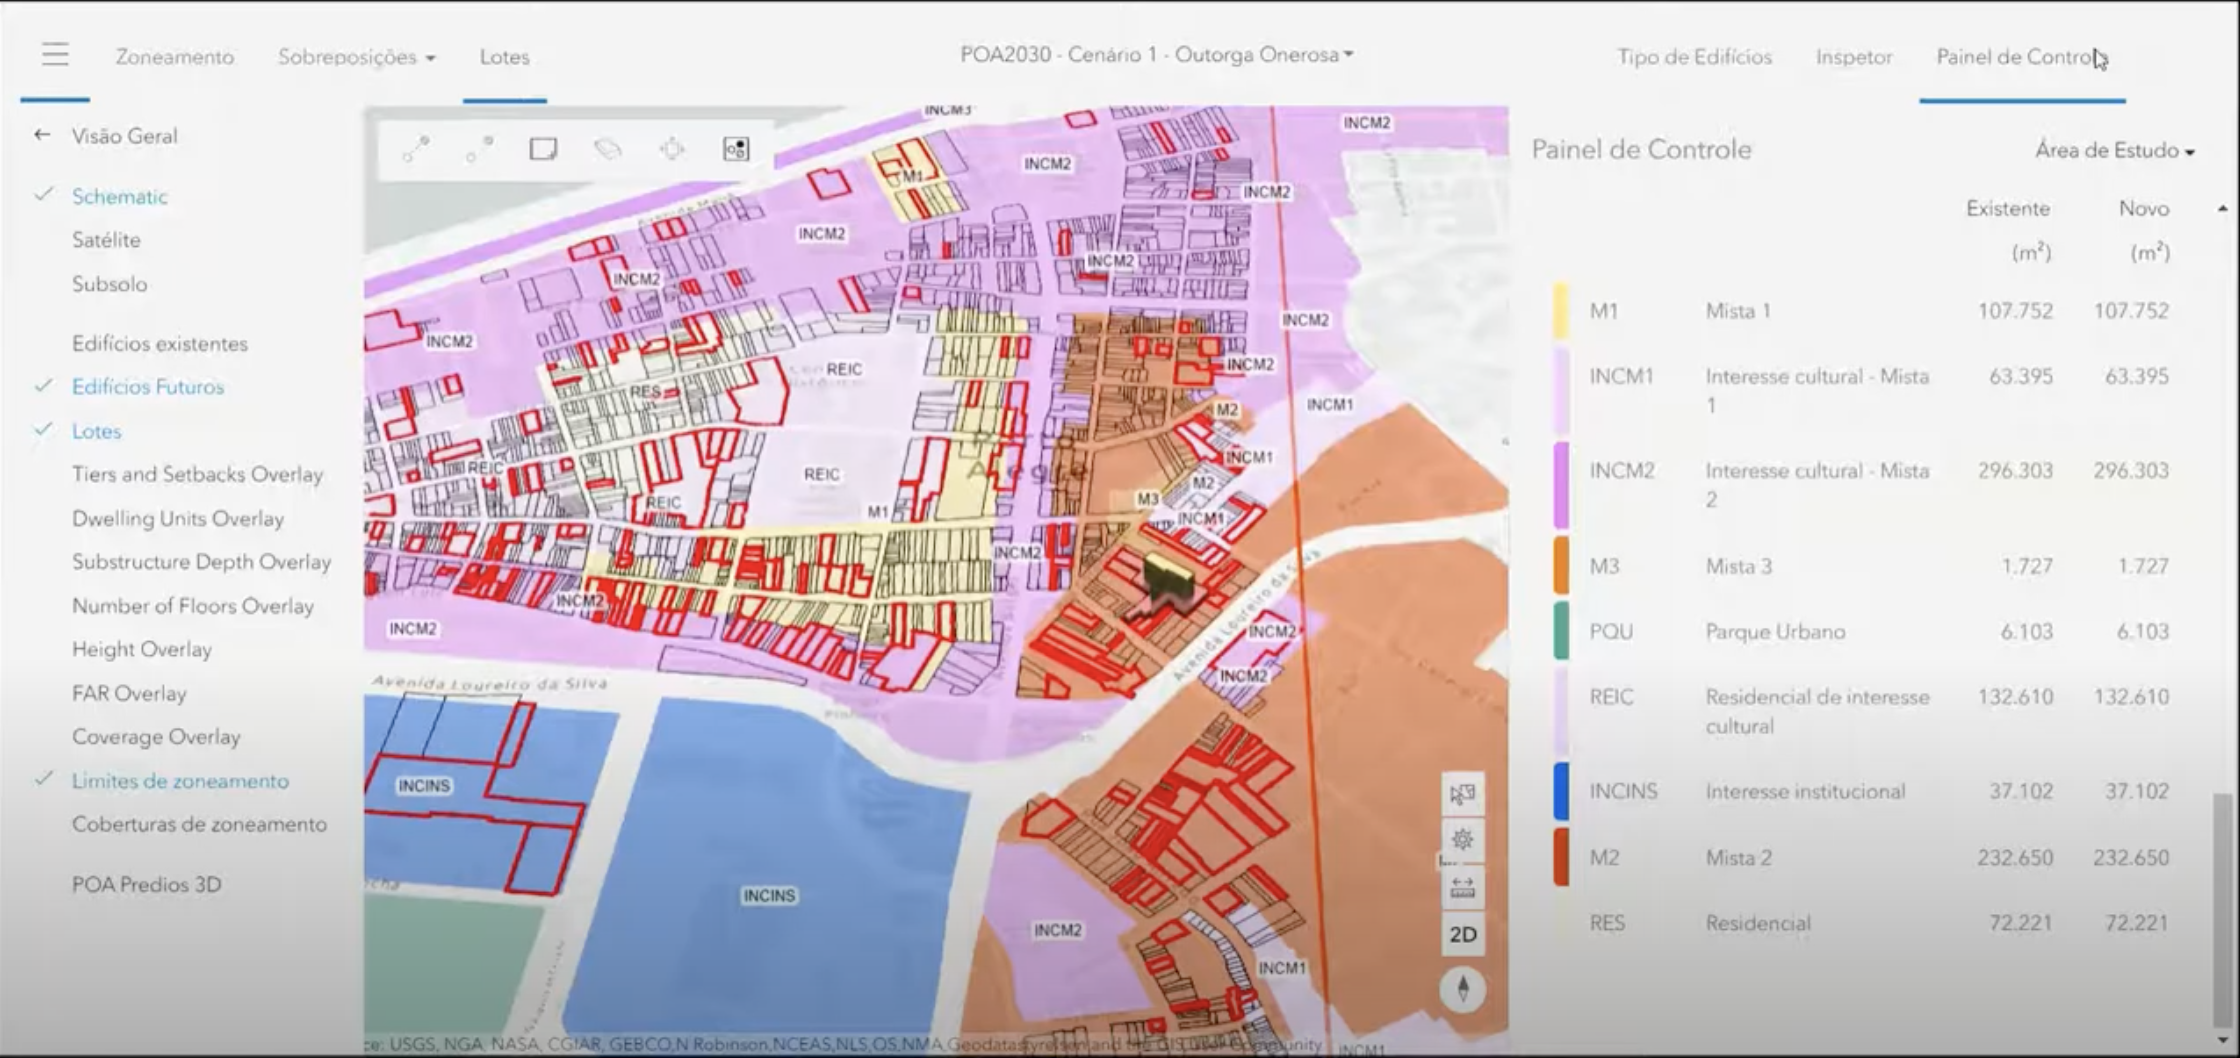 Zoneamento
Sobreposições
Lotes
POA2030 - Cenário 1 - Outorga Onerosa
Tipo de Edifícios
Inspetor
Painel de Controle
Visão Geral
Schematic
Satélite
Subsolo
Edifícios existentes
Edifícios Futuros
Lotes
Tiers and Setbacks Overlay
Dwelling Units Overlay
Substructure Depth Overlay
Number of Floors Overlay
Height Overlay
FAR Overlay
Coverage Overlay
Limites de zoneamento
Coberturas de zoneamento
POA Predios 3D
INCM3
INCM2
INCM2
M1
INCM2
INCM2
INCM2
INCM2
INCM2
INCM2
REIC
INCM2
RES
INCM1
M2
REIC
REIC
INCM1
M2
M3
REIC
M1
INCM1
INCM2
INCM2
INCM2
INCM2
INCM2
Avenida Loureiro da Silva
Avenida Loureiro da Silva
INCINS
INCINS
INCM2
INCM1
INCM1
2D
ce: USGS, NGA, NASA, CGIAR, GEBCO,N Robinson,NCEAS,NLS,OS,NMA,Geodatastyrelsen and the GIS User Community
Painel de Controle
Área de Estudo
Existente Novo
(m²) (m²)
M1 Mista 1 107.752 107.752
INCM1 Interesse cultural - Mista 63.395 63.395
1
INCM2 Interesse cultural - Mista 296.303 296.303
2
M3 Mista 3 1.727 1.727
PQU Parque Urbano 6.103 6.103
REIC Residencial de interesse 132.610 132.610
cultural
INCINS Interesse institucional 37.102 37.102
M2 Mista 2 232.650 232.650
RES Residencial 72.221 72.221